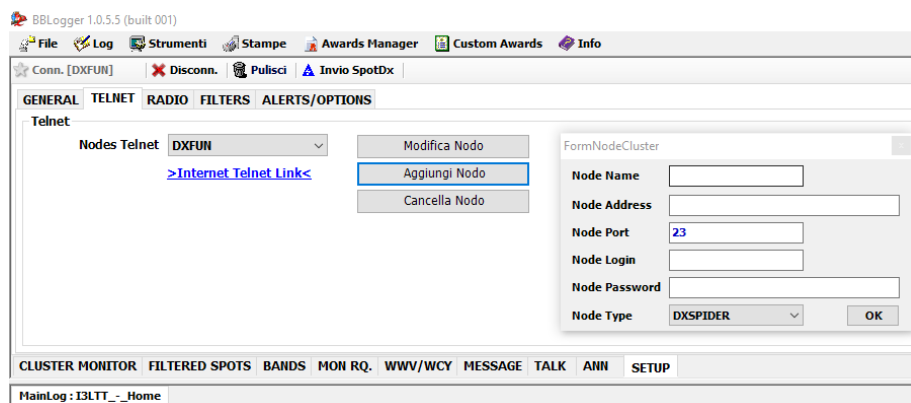 BBLogger 1.0.5.5 (built 001)
File Log Strumenti Stampe Awards Manager Custom Awards Info
Conn. [DXFUN] Disconn. Pulisci Invio SpotDx
GENERAL TELNET RADIO FILTERS ALERTS/OPTIONS
Telnet
Nodes Telnet DXFUN
>Internet Telnet Link<
Modifica Nodo
Aggiungi Nodo
Cancella Nodo
FormNodeCluster
Node Name
Node Address
Node Port 23
Node Login
Node Password
Node Type DXSPIDER OK
CLUSTER MONITOR FILTERED SPOTS BANDS MON RQ. WWV/WCY MESSAGE TALK ANN SETUP
MainLog : I3LTT_-_Home